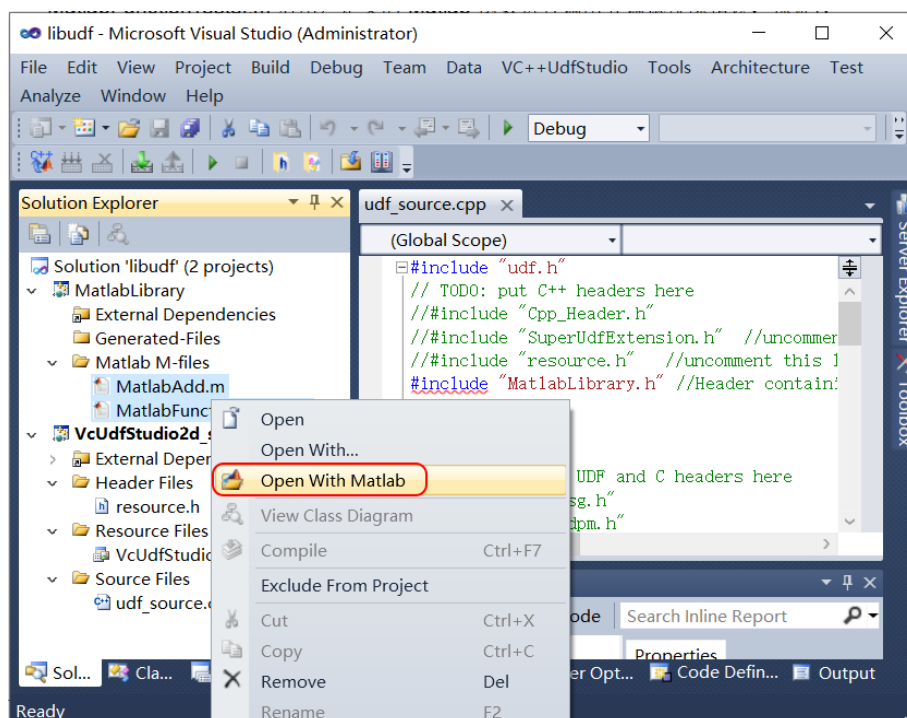 libudf - Microsoft Visual Studio (Administrator)
File Edit View Project Build Debug Team Data VC++UdfStudio Tools Architecture Test
Analyze Window Help
Debug
Solution Explorer
udf_source.cpp
(Global Scope)
Solution 'libudf' (2 projects)
MatlabLibrary
External Dependencies
Generated-Files
Matlab M-files
MatlabAdd.m
MatlabFunc
VcUdfStudio2d_s
External Deper
Header Files
resource.h
Resource Files
VcUdfStudio
Source Files
udf_source.c
#include "udf.h"
// TODO: put C++ headers here
//#include "Cpp_Header.h"
//#include "SuperUdfExtension.h" //uncommen
//#include "resource.h" //uncomment this l
#include "MatlabLibrary.h" //Header contain
UDF and C headers here
sg.h"
dpm.h"
Open
Open With...
Open With Matlab
View Class Diagram
Compile Ctrl+F7
Exclude From Project
Cut Ctrl+X
Copy Ctrl+C
Remove Del
Rename F2
ode Search Inline Report
Properties
Sol... Cla...
er Opt... Code Defin... Output
Server Explorer
Toolbox
Ready